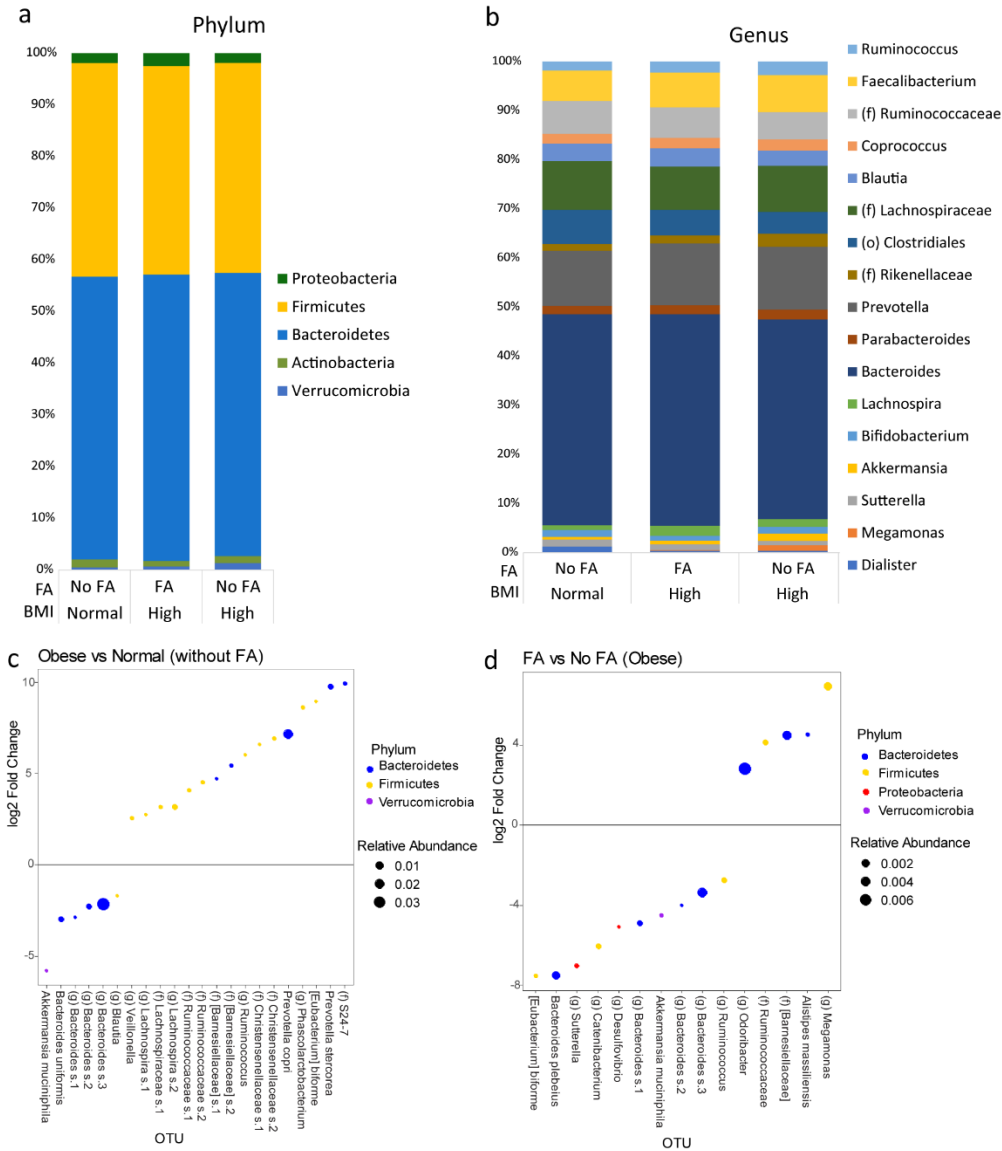 a
Phylum
100%
90%
80%
70%
60%
50%
40%
30%
20%
10%
0%
FA No FA FA No FA
BMI Normal High High
Proteobacteria
Firmicutes
Bacteroidetes
Actinobacteria
Verrucomicrobia
b
Genus
100%
90%
80%
70%
60%
50%
40%
30%
20%
10%
0%
FA No FA FA No FA
BMI Normal High High
Ruminococcus
Faecalibacterium
(f) Ruminococcaceae
Coprococcus
Blautia
(f) Lachnospiraceae
(o) Clostridiales
(f) Rikenellaceae
Prevotella
Parabacteroides
Bacteroides
Lachnospira
Bifidobacterium
Akkermansia
Sutterella
Megamonas
Dialister
c
Obese vs Normal (without FA)
log2 Fold Change
10
5
0
-5
Akkermansia muciniphila
Bacteroides uniformis
(g) Bacteroides s.1
(g) Bacteroides s.2
(g) Bacteroides s.3
(g) Blautia
(g) Veillonella
(g) Lachnospira s.1
(f) Lachnospiraceae s.1
(g) Lachnospira s.2
(f) Ruminococcaceae s.1
(f) Ruminococcaceae s.2
(f) [Barnesiellaceae] s.1
(f) [Barnesiellaceae] s.2
(g) Ruminococcus
(f) Christensenellaceae s.1
(f) Christensenellaceae s.2
Prevotella copri
(g) Phascolarctobacterium
[Eubacterium] biforme
Prevotella stercorea
(f) S24-7
OTU
Phylum
Bacteroidetes
Firmicutes
Verrucomicrobia
Relative Abundance
0.01
0.02
0.03
d
FA vs No FA (Obese)
log2 Fold Change
4
0
-4
-8
[Eubacterium] biforme
Bacteroides plebeius
(g) Sutterella
(g) Catenibacterium
(g) Desulfovibrio
(g) Bacteroides s.1
Akkermansia muciniphila
(g) Bacteroides s.2
(g) Bacteroides s.3
(g) Ruminococcus
(g) Odoribacter
(f) Ruminococcaceae
(f) [Barnesiellaceae]
Alistipes massiliensis
(g) Megamonas
OTU
Phylum
Bacteroidetes
Firmicutes
Proteobacteria
Verrucomicrobia
Relative Abundance
0.002
0.004
0.006